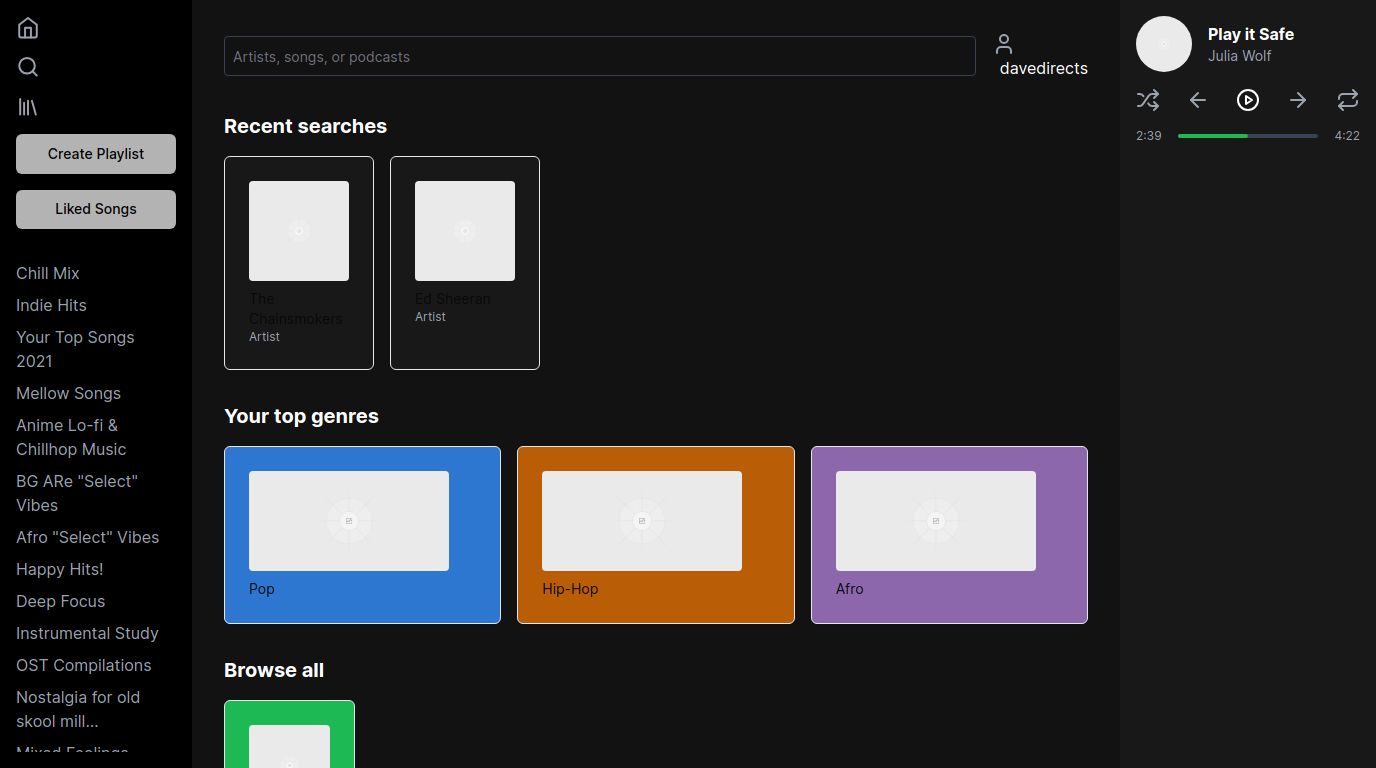 Create Playlist
Liked Songs
Chill Mix
Indie Hits
Your Top Songs
2021
Mellow Songs
Anime Lo-fi &
Chillhop Music
BG ARe "Select"
Vibes
Afro "Select" Vibes
Happy Hits!
Deep Focus
Instrumental Study
OST Compilations
Nostalgia for old
skool mill...
Mixed Feelings
Artists, songs, or podcasts
davedirects
Recent searches
The
Chainsmokers
Artist
Ed Sheeran
Artist
Your top genres
Pop
Hip-Hop
Afro
Browse all
Play it Safe
Julia Wolf
2:39
4:22